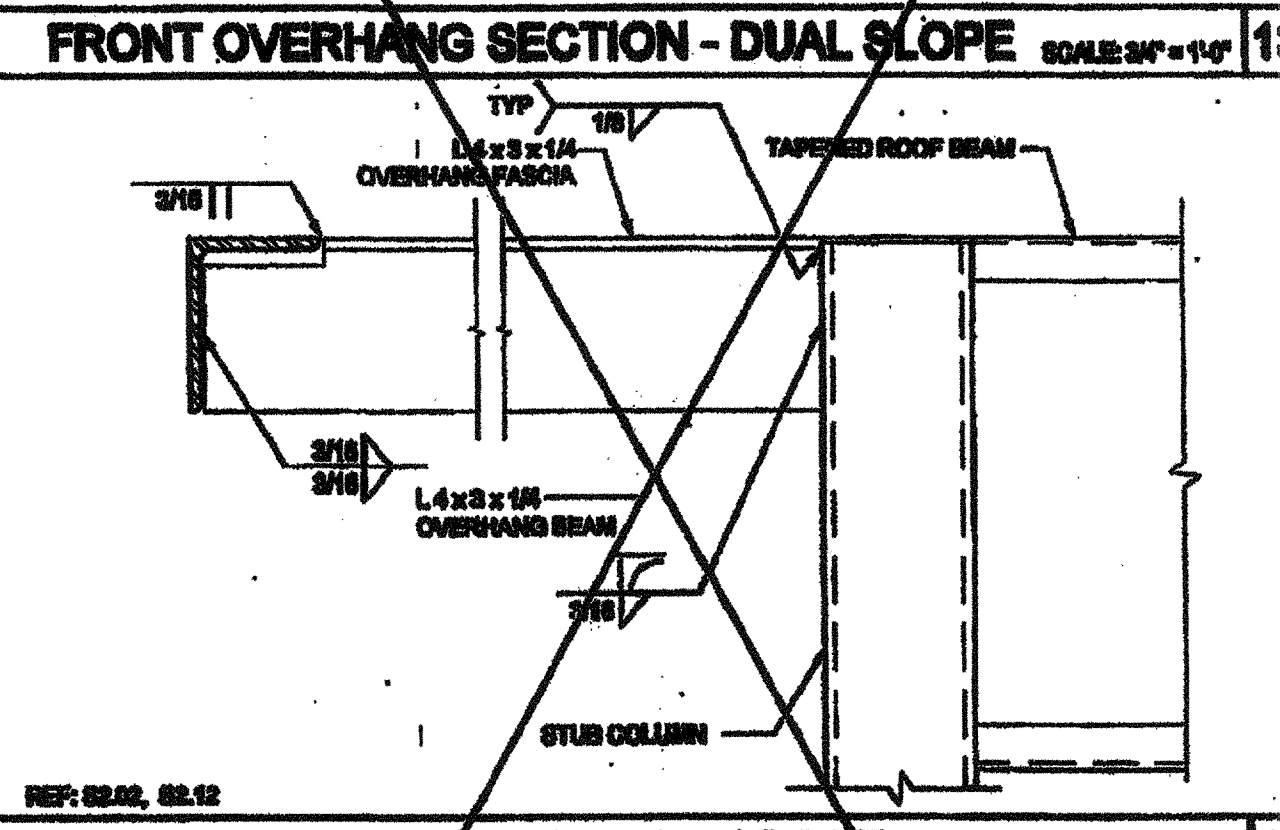 FRONT OVERHANG SECTION - DUAL SLOPE
SCALE: 3/4" = 1'-0"
TYP
1/8
L 4 x 3 x 1/4
OVERHANG FASCIA
TAPERED ROOF BEAM
3/16
3/16
3/16
L 4 x 3 x 1/4
OVERHANG BEAM
3/16
STUB COLUMN
REF: S2.02, S2.12